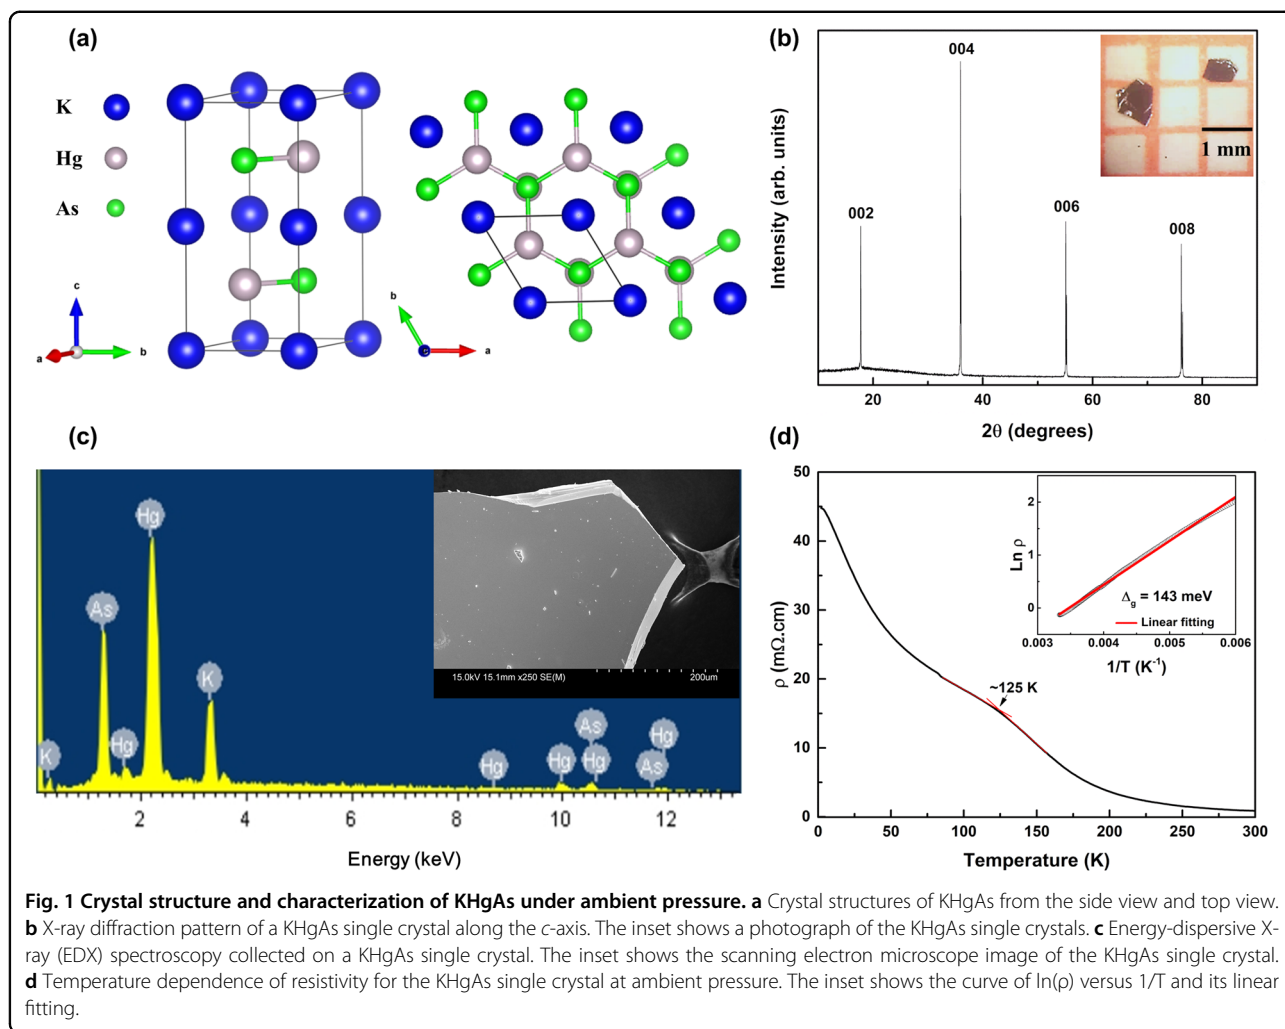 (a)
K
Hg
As
c
a
b
b
a
(b)
Intensity (arb. units)
002
004
006
008
1 mm
20
40
60
80
2θ (degrees)
(c)
K
As
Hg
Hg
K
Hg
Hg
As
Hg
Hg
As
15.0kV 15.1mm x250 SE(M)
200um
2
4
6
8
10
12
Energy (keV)
(d)
ρ (mΩ.cm)
50
40
30
20
10
0
0
50
100
150
200
250
300
Temperature (K)
~125 K
Ln ρ
2
1
0
0.003
0.004
0.005
0.006
1/T (K⁻¹)
Δg = 143 meV
Linear fitting
Fig. 1 Crystal structure and characterization of KHgAs under ambient pressure. a Crystal structures of KHgAs from the side view and top view.
b X-ray diffraction pattern of a KHgAs single crystal along the c-axis. The inset shows a photograph of the KHgAs single crystals. c Energy-dispersive X-
ray (EDX) spectroscopy collected on a KHgAs single crystal. The inset shows the scanning electron microscope image of the KHgAs single crystal.
d Temperature dependence of resistivity for the KHgAs single crystal at ambient pressure. The inset shows the curve of ln(ρ) versus 1/T and its linear
fitting.